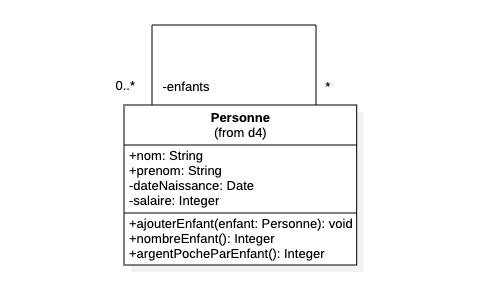 0..* -enfants *
Personne
(from d4)
+nom: String
+prenom: String
-dateNaissance: Date
-salaire: Integer
+ajouterEnfant(enfant: Personne): void
+nombreEnfant(): Integer
+argentPocheParEnfant(): Integer